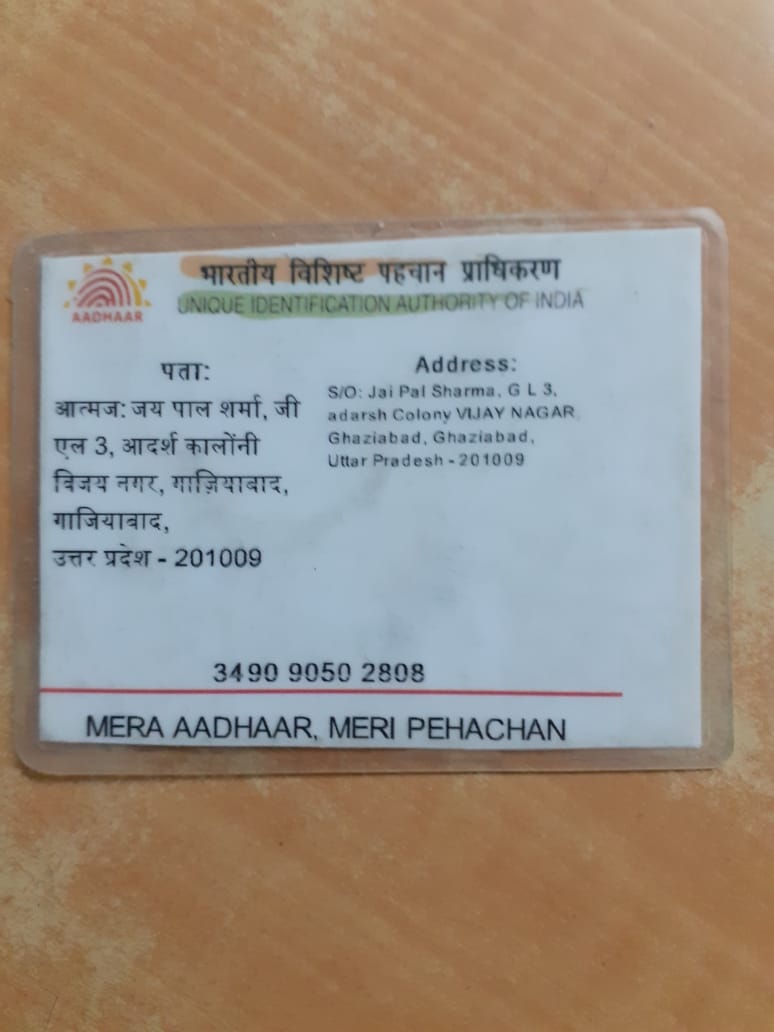 भारतीय विशिष्ट पहचान प्राधिकरण
UNIQUE IDENTIFICATION AUTHORITY OF INDIA
AADHAAR
पता:
आत्मज: जय पाल शर्मा, जी
एल 3, आदर्श कालोंनी
विजय नगर, गाज़ियाबाद,
गाजियाबाद,
उत्तर प्रदेश - 201009
Address:
S/O: Jai Pal Sharma, G L 3,
adarsh Colony VIJAY NAGAR,
Ghaziabad, Ghaziabad,
Uttar Pradesh - 201009
3490 9050 2808
MERA AADHAAR, MERI PEHACHAN